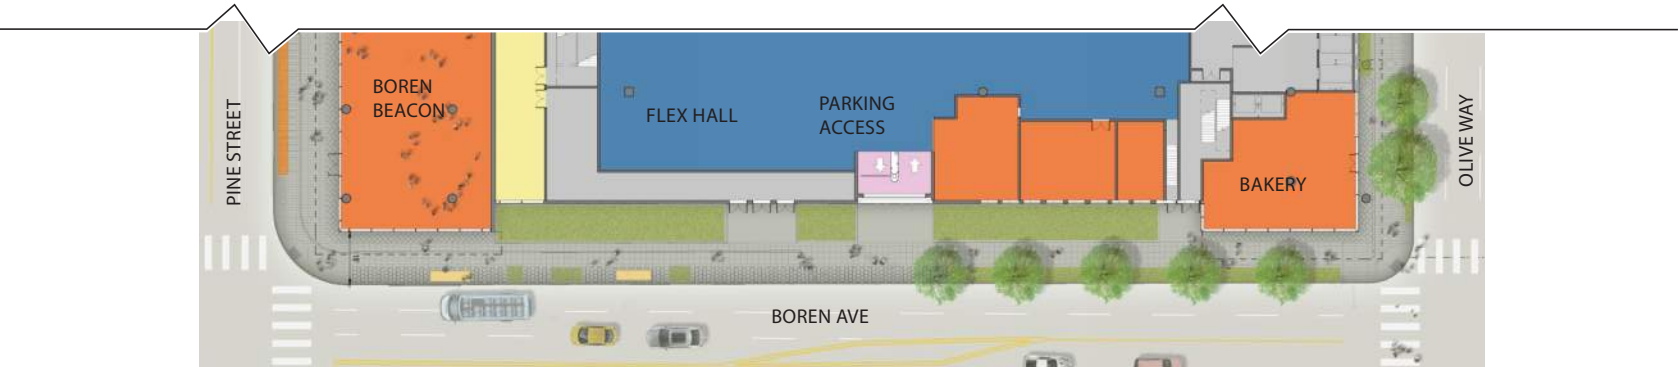 PINE STREET
BOREN
BEACON
FLEX HALL
PARKING
ACCESS
BAKERY
OLIVE WAY
BOREN AVE